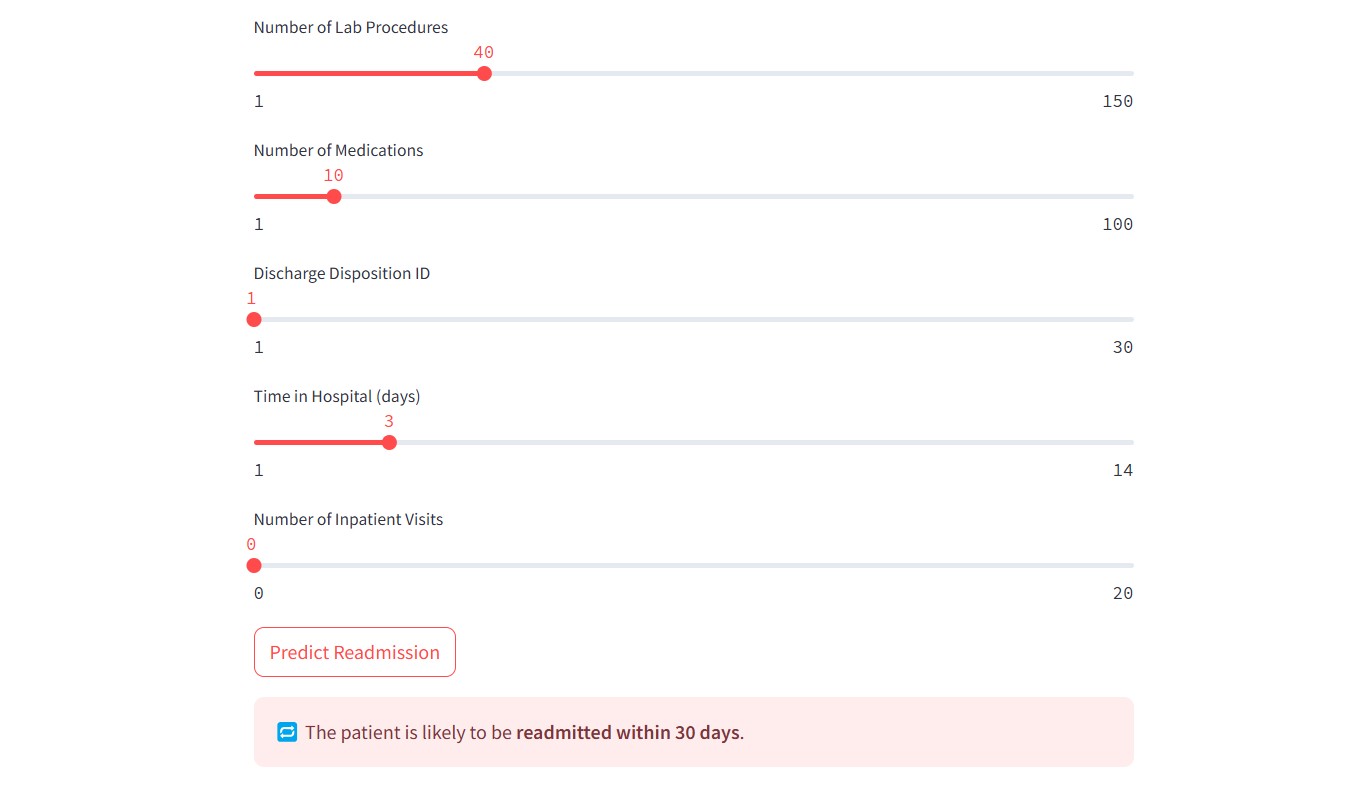 Number of Lab Procedures
40
1 150
Number of Medications
10
1 100
Discharge Disposition ID
1
1 30
Time in Hospital (days)
3
1 14
Number of Inpatient Visits
0
0 20
Predict Readmission
The patient is likely to be readmitted within 30 days.